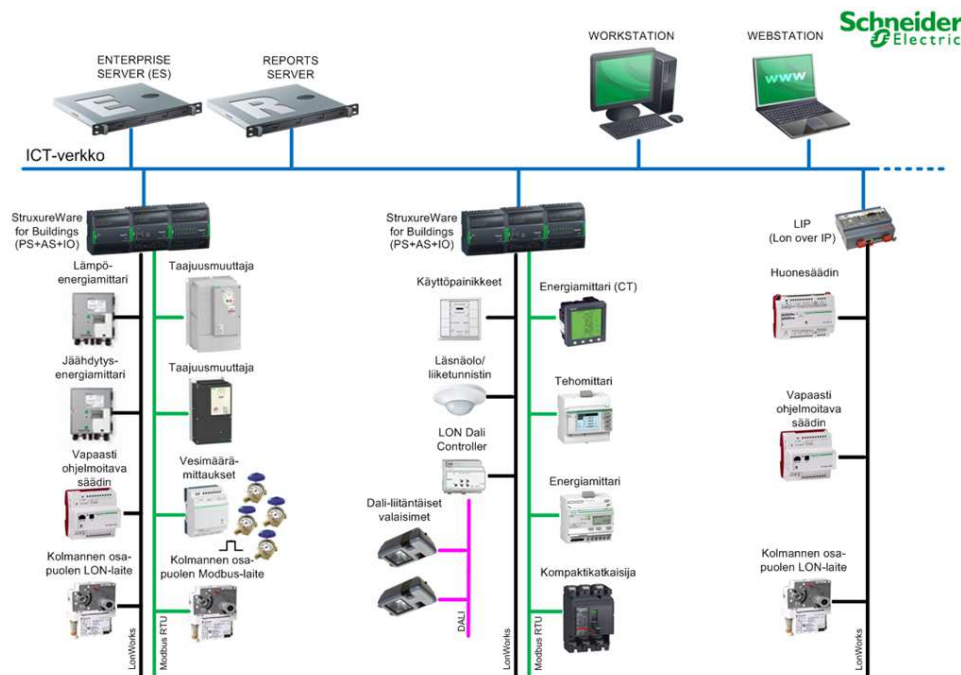 Schneider
Electric
ENTERPRISE
SERVER (ES)
REPORTS
SERVER
WORKSTATION
WEBSTATION
E
R
www
ICT-verkko
StruxureWare
for Buildings
(PS+AS+IO)
StruxureWare
for Buildings
(PS+AS+IO)
LIP
(Lon over IP)
Lämpö-
energiamittari
Taajuusmuuttaja
Jäähdytys-
energiamittari
Taajuusmuuttaja
Vapaasti
ohjelmoitava
säädin
Vesimäärä-
mittaukset
Kolmannen osa-
puolen LON-laite
Kolmannen osa-
puolen Modbus-laite
LonWorks
Modbus RTU
Käyttöpainikkeet
Energiamittari (CT)
Läsnäolo/
liiketunnistin
Tehomittari
LON Dali
Controller
Energiamittari
Dali-liitäntäiset
valaisimet
Kompaktikatkaisija
DALI
LonWorks
Modbus RTU
Huonesäädin
Vapaasti
ohjelmoitava
säädin
Kolmannen osa-
puolen LON-laite
LonWorks